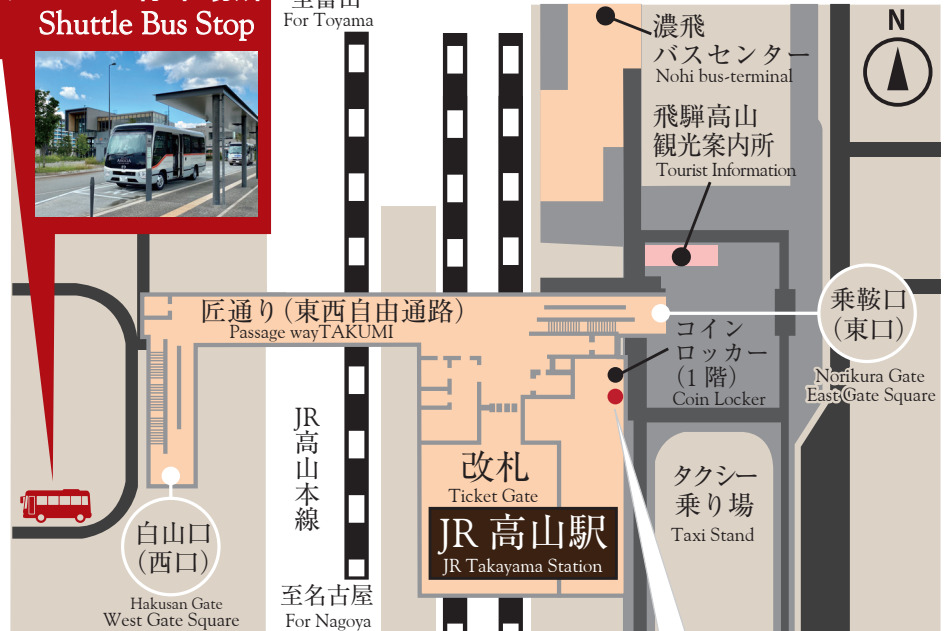 Shuttle Bus Stop
至富山
For Toyama
N
濃飛
バスセンター
Nohi bus-terminal
飛騨高山
観光案内所
Tourist Information
匠通り（東西自由通路）
Passage wayTAKUMI
乗鞍口
（東口）
Norikura Gate
East Gate Square
コイン
ロッカー
（1 階）
Coin Locker
JR高山本線
改札
Ticket Gate
JR 高山駅
JR Takayama Station
タクシー
乗り場
Taxi Stand
白山口
（西口）
Hakusan Gate
West Gate Square
至名古屋
For Nagoya